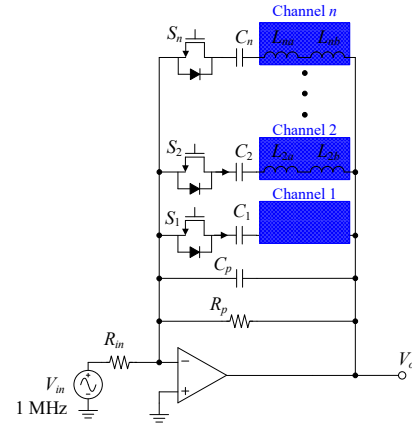 Channel n
Sn
Cn
Lna
Lnb
Channel 2
S2
C2
L2a
L2b
Channel 1
S1
C1
Cp
Rp
Rin
Vin
1 MHz
−
+
+
−